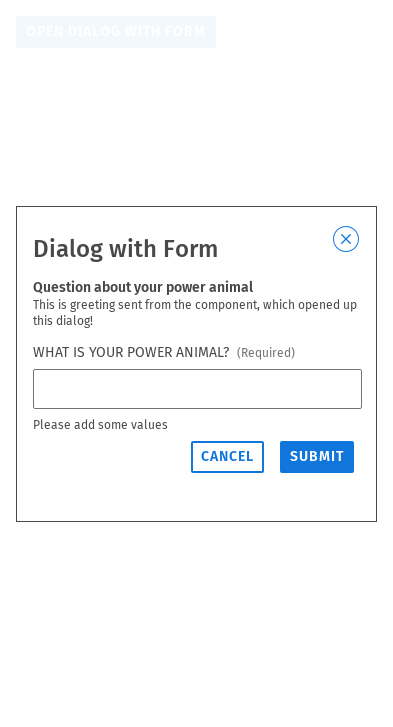 OPEN DIALOG WITH FORM
Dialog with Form
Question about your power animal
This is greeting sent from the component, which opened up
this dialog!
WHAT IS YOUR POWER ANIMAL? (Required)
Please add some values
CANCEL SUBMIT